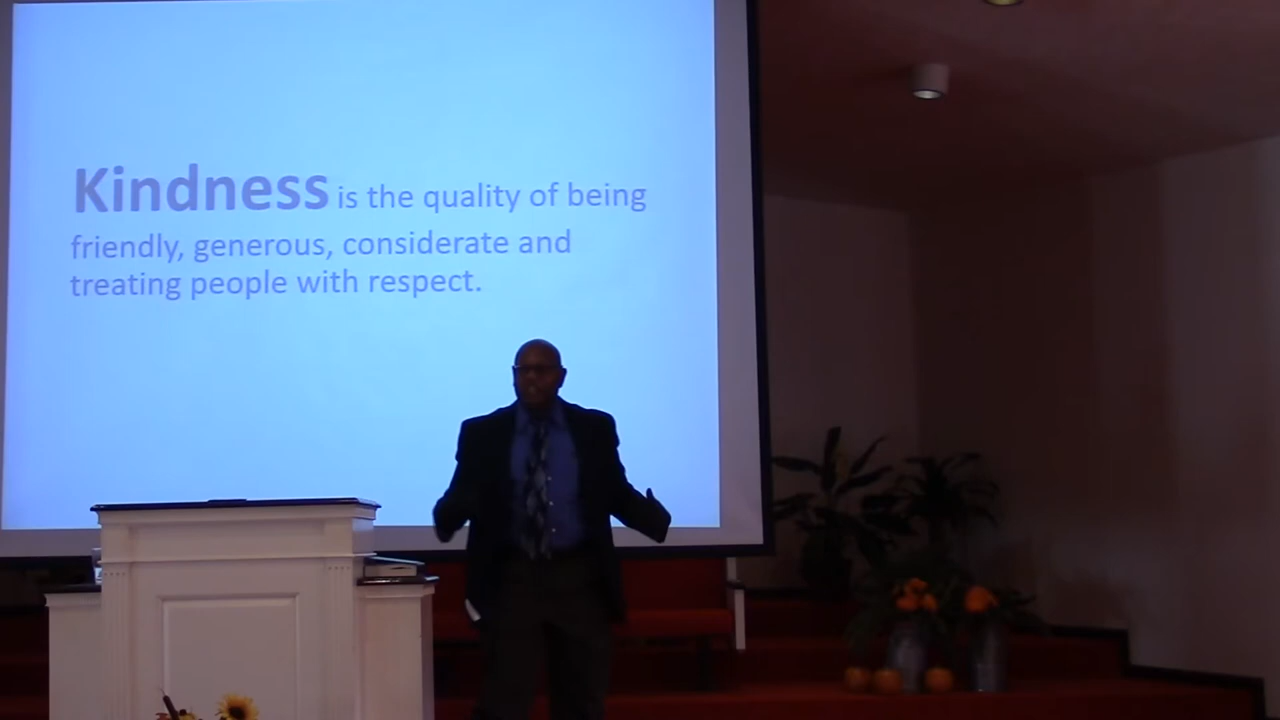 Kindness is the quality of being
friendly, generous, considerate and
treating people with respect.